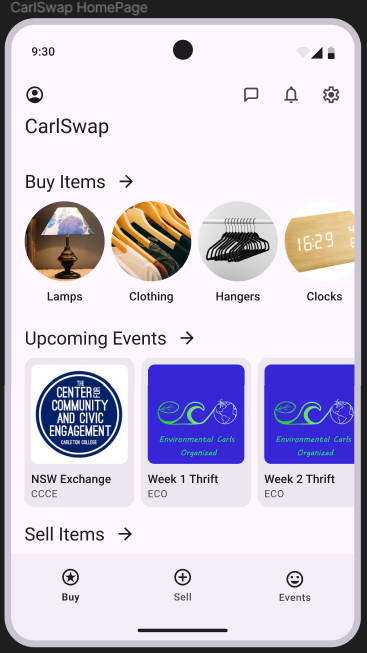 CarlSwap HomePage
9:30
CarlSwap
Buy Items
16:29
Lamps
Clothing
Hangers
Clocks
Upcoming Events
THE
CENTER FOR
COMMUNITY
AND CIVIC
ENGAGEMENT
CARLETON COLLEGE
eco
Environmental Carls
Organized
eco
Environmental Carls
Organized
NSW Exchange
Week 1 Thrift
Week 2 Thrift
CCCE
ECO
ECO
Sell Items
Buy
Sell
Events